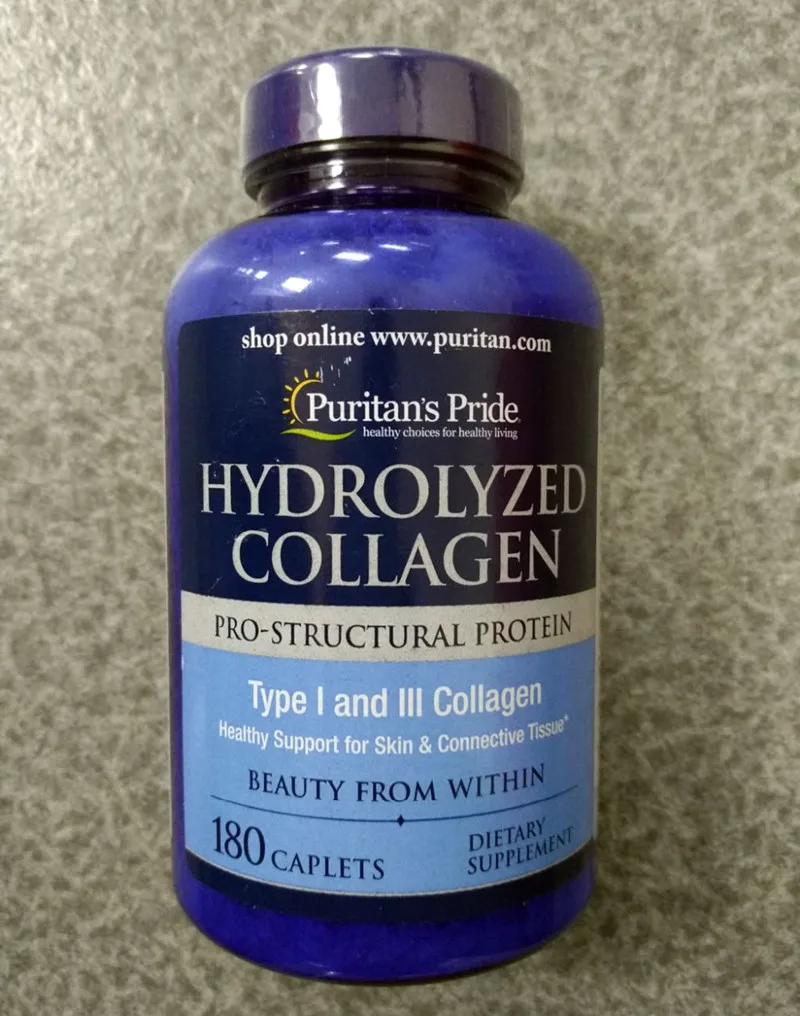 shop online www.puritan.com
Puritan's Pride®
healthy choices for healthy living
HYDROLYZED
COLLAGEN
PRO-STRUCTURAL PROTEIN
Type I and III Collagen
Healthy Support for Skin & Connective Tissue*
BEAUTY FROM WITHIN
180 CAPLETS
DIETARY
SUPPLEMENT